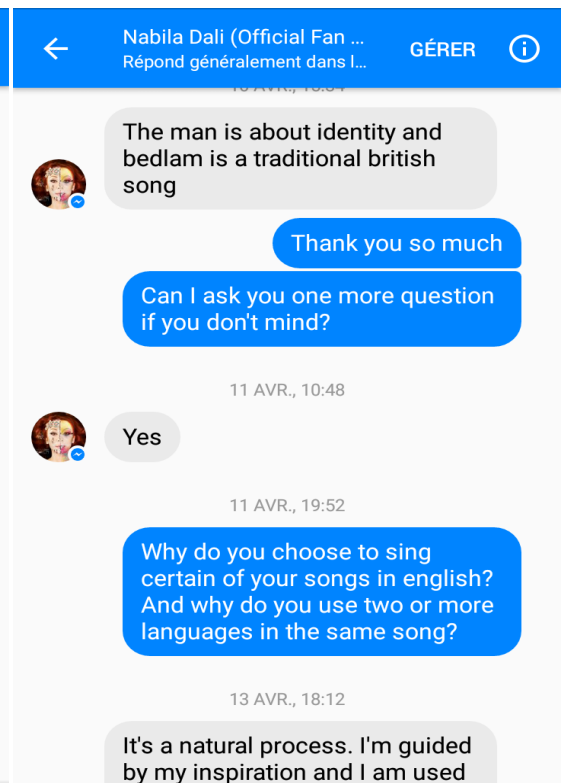 Nabila Dali (Official Fan ...
Répond généralement dans l...
GÉRER
The man is about identity and
bedlam is a traditional british
song
Thank you so much
Can I ask you one more question
if you don't mind?
11 AVR., 10:48
Yes
11 AVR., 19:52
Why do you choose to sing
certain of your songs in english?
And why do you use two or more
languages in the same song?
13 AVR., 18:12
It's a natural process. I'm guided
by my inspiration and I am used